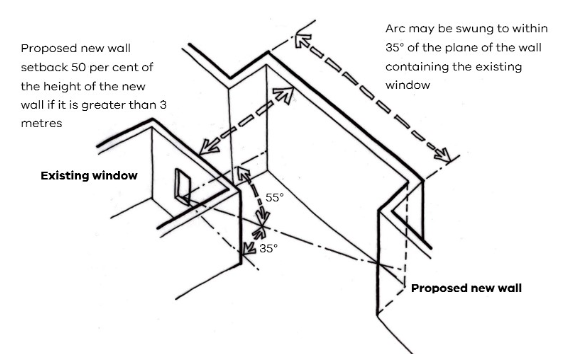 Proposed new wall
setback 50 per cent of
the height of the new
wall if it is greater than 3
metres
Arc may be swung to within
35° of the plane of the wall
containing the existing
window
Existing window
55°
35°
Proposed new wall